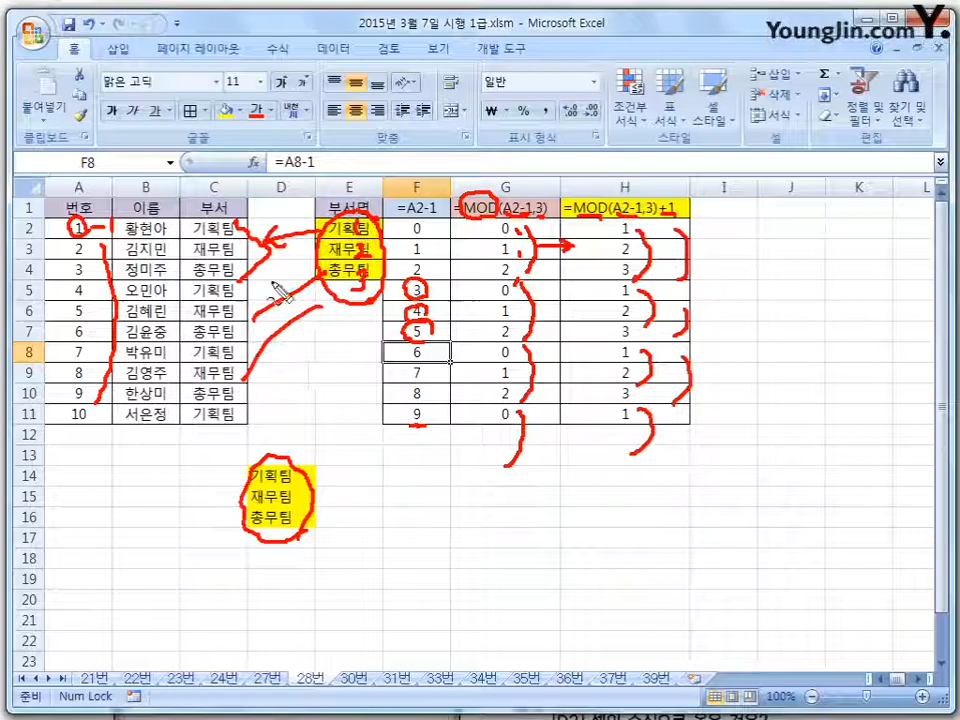 2015년 3월 7일 시행 1급.xlsm - Microsoft Excel
YoungJin.com Y.
홈 삽입 페이지 레이아웃 수식 데이터 검토 보기 개발 도구
붙여넣기 맑은 고딕 11 가 가 일반 조건부 서식 표 서식 셀 스타일 삽입 삭제 서식 정렬 및 필터 찾기 및 선택
가 가 가 가 내천 ₩ % ,
클립보드 글꼴 맞춤 표시 형식 스타일 셀 편집
F8 fx =A8-1
A B C D E F G H I J K L
1 번호 이름 부서 부서명 =A2-1 =MOD(A2-1,3) =MOD(A2-1,3)+1
2 1 -1 황현아 기획팀 기획팀 0 0 1
3 2 김지민 재무팀 재무팀 1 1 2
4 3 정미주 총무팀 총무팀 2 2 3
5 4 오민아 기획팀 3 0 1
6 5 김혜린 재무팀 4 1 2
7 6 김윤중 총무팀 5 2 3
8 7 박유미 기획팀 6 0 1
9 8 김영주 재무팀 7 1 2
10 9 한상미 총무팀 8 2 3
11 10 서은정 기획팀 9 0 1
12
13
14 기획팀
15 재무팀
16 총무팀
17
18
19
20
21
22
23
21번 22번 23번 24번 27번 28번 30번 31번 33번 34번 35번 36번 37번 39번
준비 Num Lock 100%